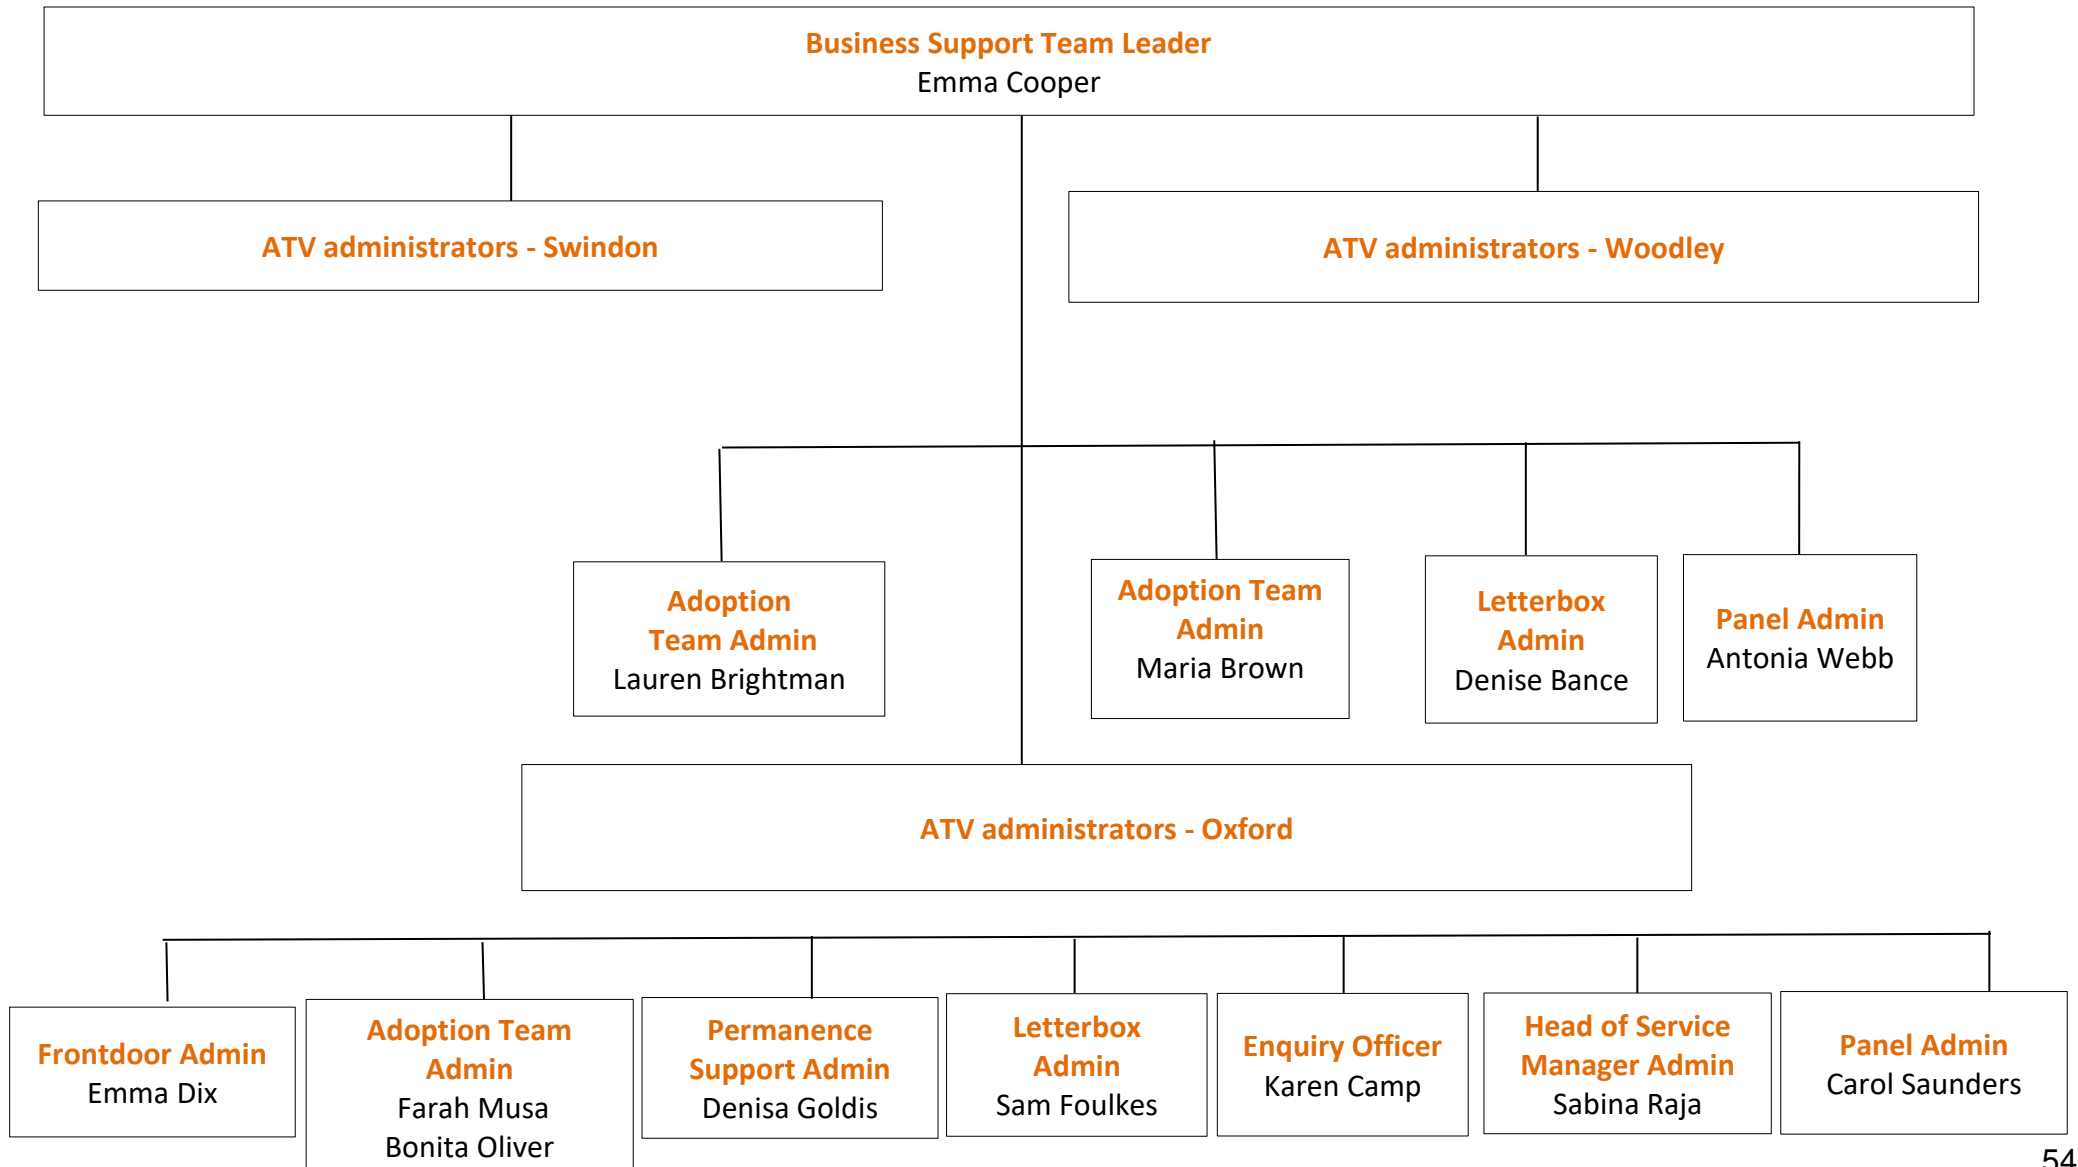 Business Support Team Leader
Emma Cooper
ATV administrators - Swindon
ATV administrators - Woodley
Adoption
Team Admin
Lauren Brightman
Adoption Team
Admin
Maria Brown
Letterbox
Admin
Denise Bance
Panel Admin
Antonia Webb
ATV administrators - Oxford
Frontdoor Admin
Emma Dix
Adoption Team
Admin
Farah Musa
Bonita Oliver
Permanence
Support Admin
Denisa Goldis
Letterbox
Admin
Sam Foulkes
Enquiry Officer
Karen Camp
Head of Service
Manager Admin
Sabina Raja
Panel Admin
Carol Saunders
54